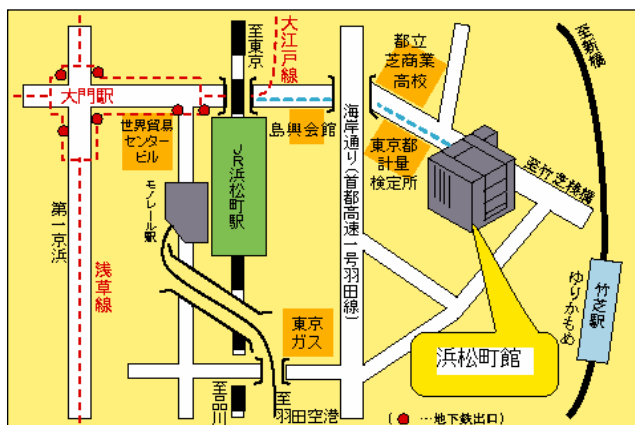 至東京
大江戸線
都立
芝商業
高校
至新橋
大門駅
世界貿易
センター
ビル
島興会館
東京都
計量
検定所
至竹芝桟橋
JR浜松町駅
海岸通り(首都高速一号羽田線)
モノレール駅
第一京浜
浅草線
東京
ガス
竹芝駅
ゆりかもめ
浜松町館
至品川
至
羽田空港
(●…地下鉄出口)